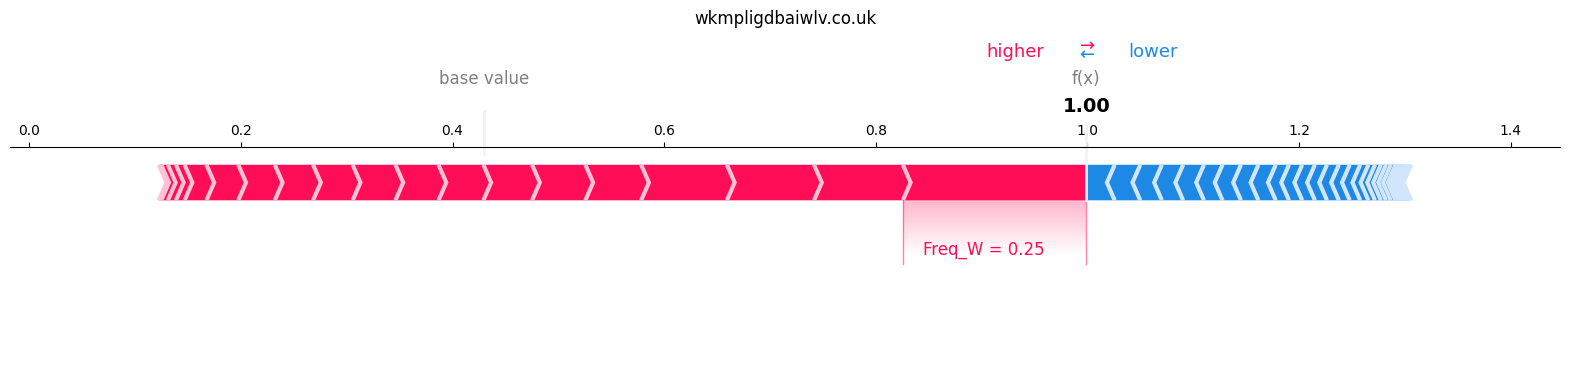 wkmpligdbaiwlv.co.uk
higher → ← lower
base value f(x)
1.00
0.0 0.2 0.4 0.6 0.8 1.0 1.2 1.4
Freq_W = 0.25